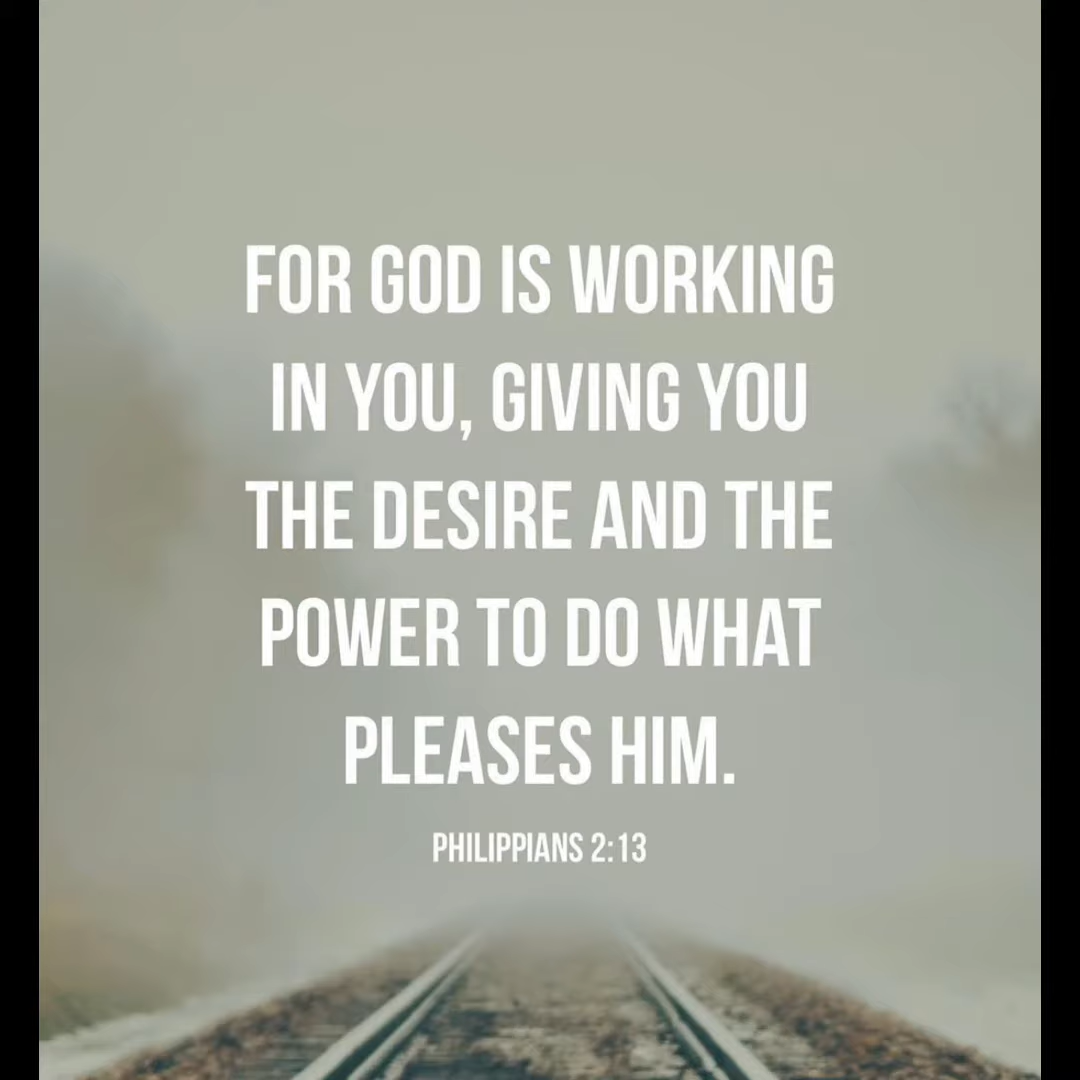 FOR GOD IS WORKING
IN YOU, GIVING YOU
THE DESIRE AND THE
POWER TO DO WHAT
PLEASES HIM.
PHILIPPIANS 2:13